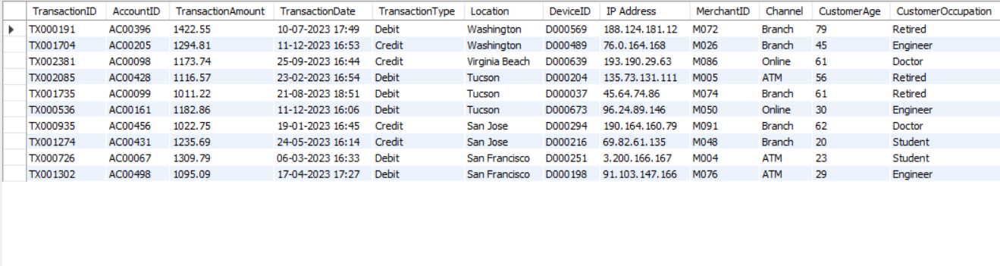 TransactionID AccountID TransactionAmount TransactionDate TransactionType Location DeviceID IP Address MerchantID Channel CustomerAge CustomerOccupation
TX000191 AC00396 1422.55 10-07-2023 17:49 Debit Washington D000569 188.124.181.12 M072 Branch 79 Retired
TX001704 AC00205 1294.81 11-12-2023 16:53 Credit Washington D000489 76.0.164.168 M026 Branch 45 Engineer
TX002381 AC00098 1173.74 25-09-2023 16:44 Credit Virginia Beach D000639 193.190.29.63 M086 Online 61 Doctor
TX002085 AC00428 1116.57 23-02-2023 16:54 Debit Tucson D000204 135.73.131.111 M005 ATM 56 Retired
TX001735 AC00099 1011.22 21-08-2023 18:51 Debit Tucson D000037 45.64.74.86 M074 Branch 61 Retired
TX000536 AC00161 1182.86 11-12-2023 16:06 Debit Tucson D000673 96.24.89.146 M050 Online 30 Engineer
TX000935 AC00456 1022.75 19-01-2023 16:45 Credit San Jose D000294 190.164.160.79 M091 Branch 62 Doctor
TX001274 AC00431 1235.69 24-05-2023 16:14 Credit San Jose D000216 69.82.61.135 M048 Branch 20 Student
TX000726 AC00067 1309.79 06-03-2023 16:33 Debit San Francisco D000251 3.200.166.167 M004 ATM 23 Student
TX001302 AC00498 1095.09 17-04-2023 17:27 Debit San Francisco D000198 91.103.147.166 M076 ATM 29 Engineer